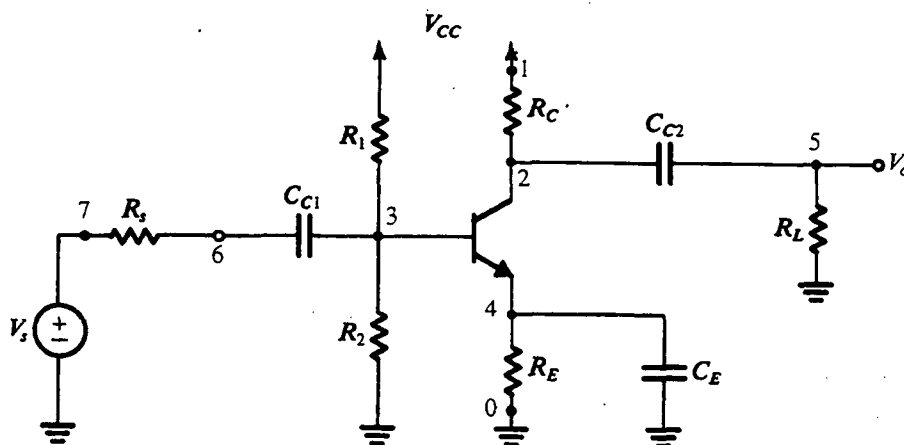 V_CC
1
R_1
R_C
C_C2
5
V_o
2
C_C1
7
R_s
3
6
R_L
V_s
+
−
R_2
4
R_E
C_E
0